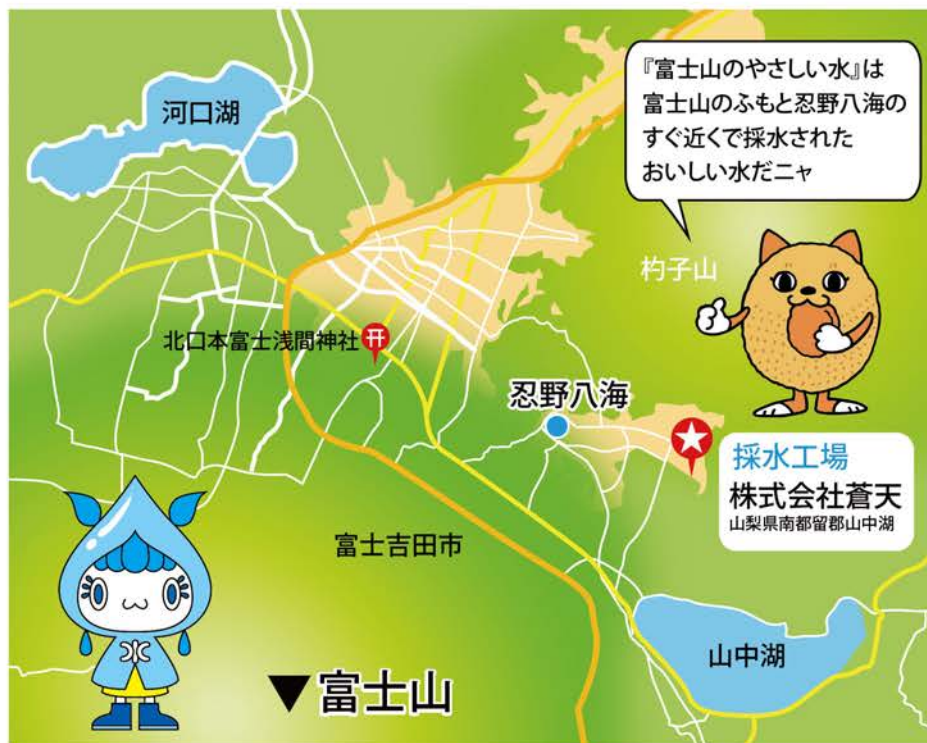 『富士山のやさしい水』は
富士山のふもと忍野八海の
すぐ近くで採水された
おいしい水だニャ
河口湖
杓子山
北口本富士浅間神社
忍野八海
採水工場
株式会社蒼天
山梨県南都留郡山中湖
富士吉田市
山中湖
▼富士山